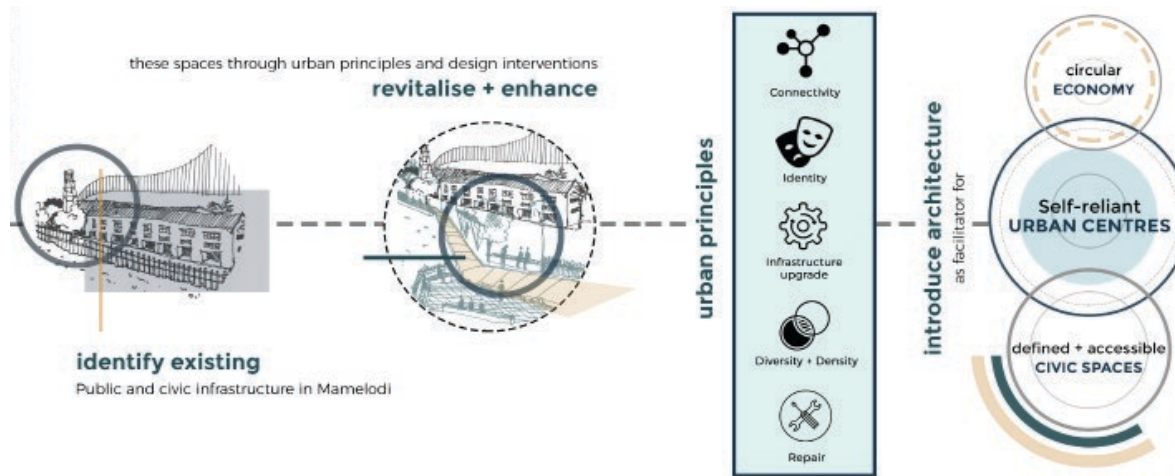 these spaces through urban principles and design interventions
revitalise + enhance
identify existing
Public and civic infrastructure in Mamelodi
urban principles
Connectivity
Identity
Infrastructure
upgrade
Diversity + Density
Repair
introduce architecture
as facilitator for
circular
ECONOMY
Self-reliant
URBAN CENTRES
defined + accessible
CIVIC SPACES